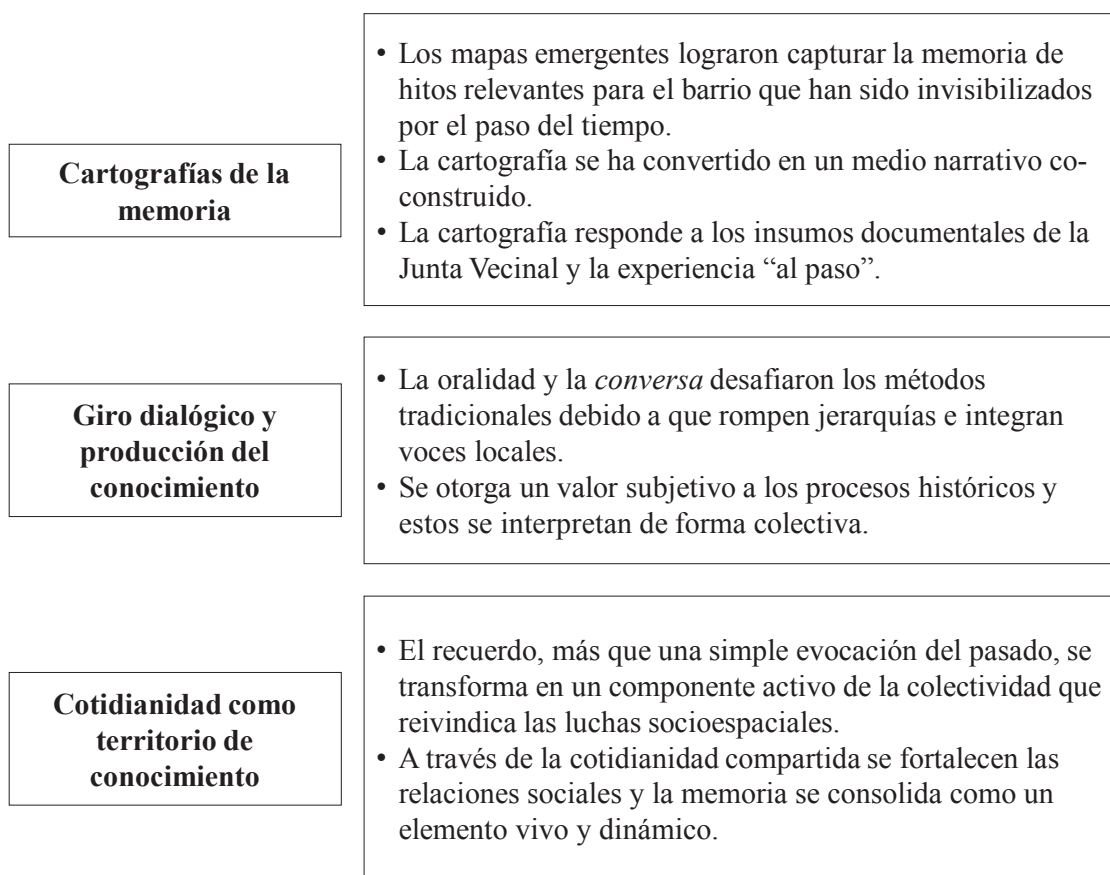 Cartografías de la
memoria
• Los mapas emergentes lograron capturar la memoria de
hitos relevantes para el barrio que han sido invisibilizados
por el paso del tiempo.
• La cartografía se ha convertido en un medio narrativo co-
construido.
• La cartografía responde a los insumos documentales de la
Junta Vecinal y la experiencia “al paso”.
Giro dialógico y
producción del
conocimiento
• La oralidad y la conversa desafiaron los métodos
tradicionales debido a que rompen jerarquías e integran
voces locales.
• Se otorga un valor subjetivo a los procesos históricos y
estos se interpretan de forma colectiva.
Cotidianidad como
territorio de
conocimiento
• El recuerdo, más que una simple evocación del pasado, se
transforma en un componente activo de la colectividad que
reivindica las luchas socioespaciales.
• A través de la cotidianidad compartida se fortalecen las
relaciones sociales y la memoria se consolida como un
elemento vivo y dinámico.